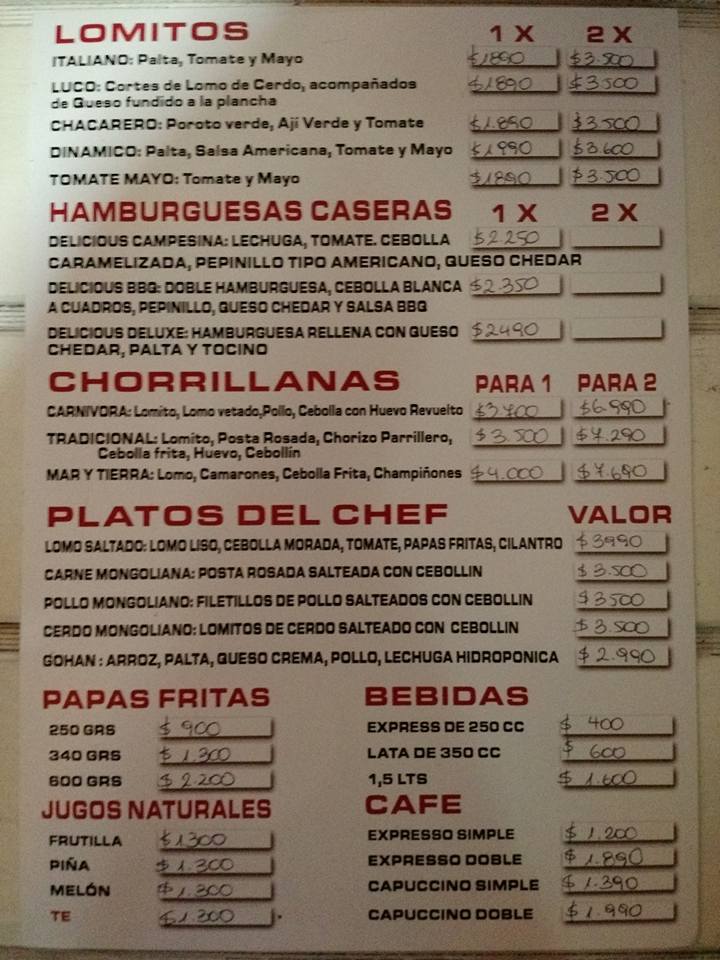 LOMITOS 1 X 2 X
ITALIANO: Palta, Tomate y Mayo $1890 $3.500
LUCO: Cortes de Lomo de Cerdo, acompañados $1890 $3500
de Queso fundido a la plancha
CHACARERO: Poroto verde, Ají Verde y Tomate $1.890 $3.500
DINAMICO: Palta, Salsa Americana, Tomate y Mayo $1990 $3.600
TOMATE MAYO: Tomate y Mayo $1890 $3.500
HAMBURGUESAS CASERAS 1 X 2 X
DELICIOUS CAMPESINA: LECHUGA, TOMATE. CEBOLLA $2.250
CARAMELIZADA, PEPINILLO TIPO AMERICANO, QUESO CHEDAR
DELICIOUS BBQ: DOBLE HAMBURGUESA, CEBOLLA BLANCA $2.350
A CUADROS, PEPINILLO, QUESO CHEDAR Y SALSA BBQ
DELICIOUS DELUXE: HAMBURGUESA RELLENA CON QUESO $2490
CHEDAR, PALTA Y TOCINO
CHORRILLANAS PARA 1 PARA 2
CARNIVORA: Lomito, Lomo vetado,Pollo, Cebolla con Huevo Revuelto $3700 $6.990
TRADICIONAL: Lomito, Posta Rosada, Chorizo Parrillero, $3.500 $7.290
Cebolla frita, Huevo, Cebollín
MAR Y TIERRA: Lomo, Camarones, Cebolla Frita, Champiñones $4.000 $7.690
PLATOS DEL CHEF VALOR
LOMO SALTADO: LOMO LISO, CEBOLLA MORADA, TOMATE, PAPAS FRITAS, CILANTRO $3990
CARNE MONGOLIANA: POSTA ROSADA SALTEADA CON CEBOLLIN $3.500
POLLO MONGOLIANO: FILETILLOS DE POLLO SALTEADOS CON CEBOLLIN $3500
CERDO MONGOLIANO: LOMITOS DE CERDO SALTEADO CON CEBOLLIN $3.500
GOHAN : ARROZ, PALTA, QUESO CREMA, POLLO, LECHUGA HIDROPONICA $2.990
PAPAS FRITAS
250 GRS $900
340 GRS $1.300
600 GRS $2.200
JUGOS NATURALES
FRUTILLA $1300
PIÑA $1.300
MELÓN $1.300
TE $1.300
BEBIDAS
EXPRESS DE 250 CC $400
LATA DE 350 CC $600
1,5 LTS $1.600
CAFE
EXPRESSO SIMPLE $1.200
EXPRESSO DOBLE $1.890
CAPUCCINO SIMPLE $1.390
CAPUCCINO DOBLE $1.990